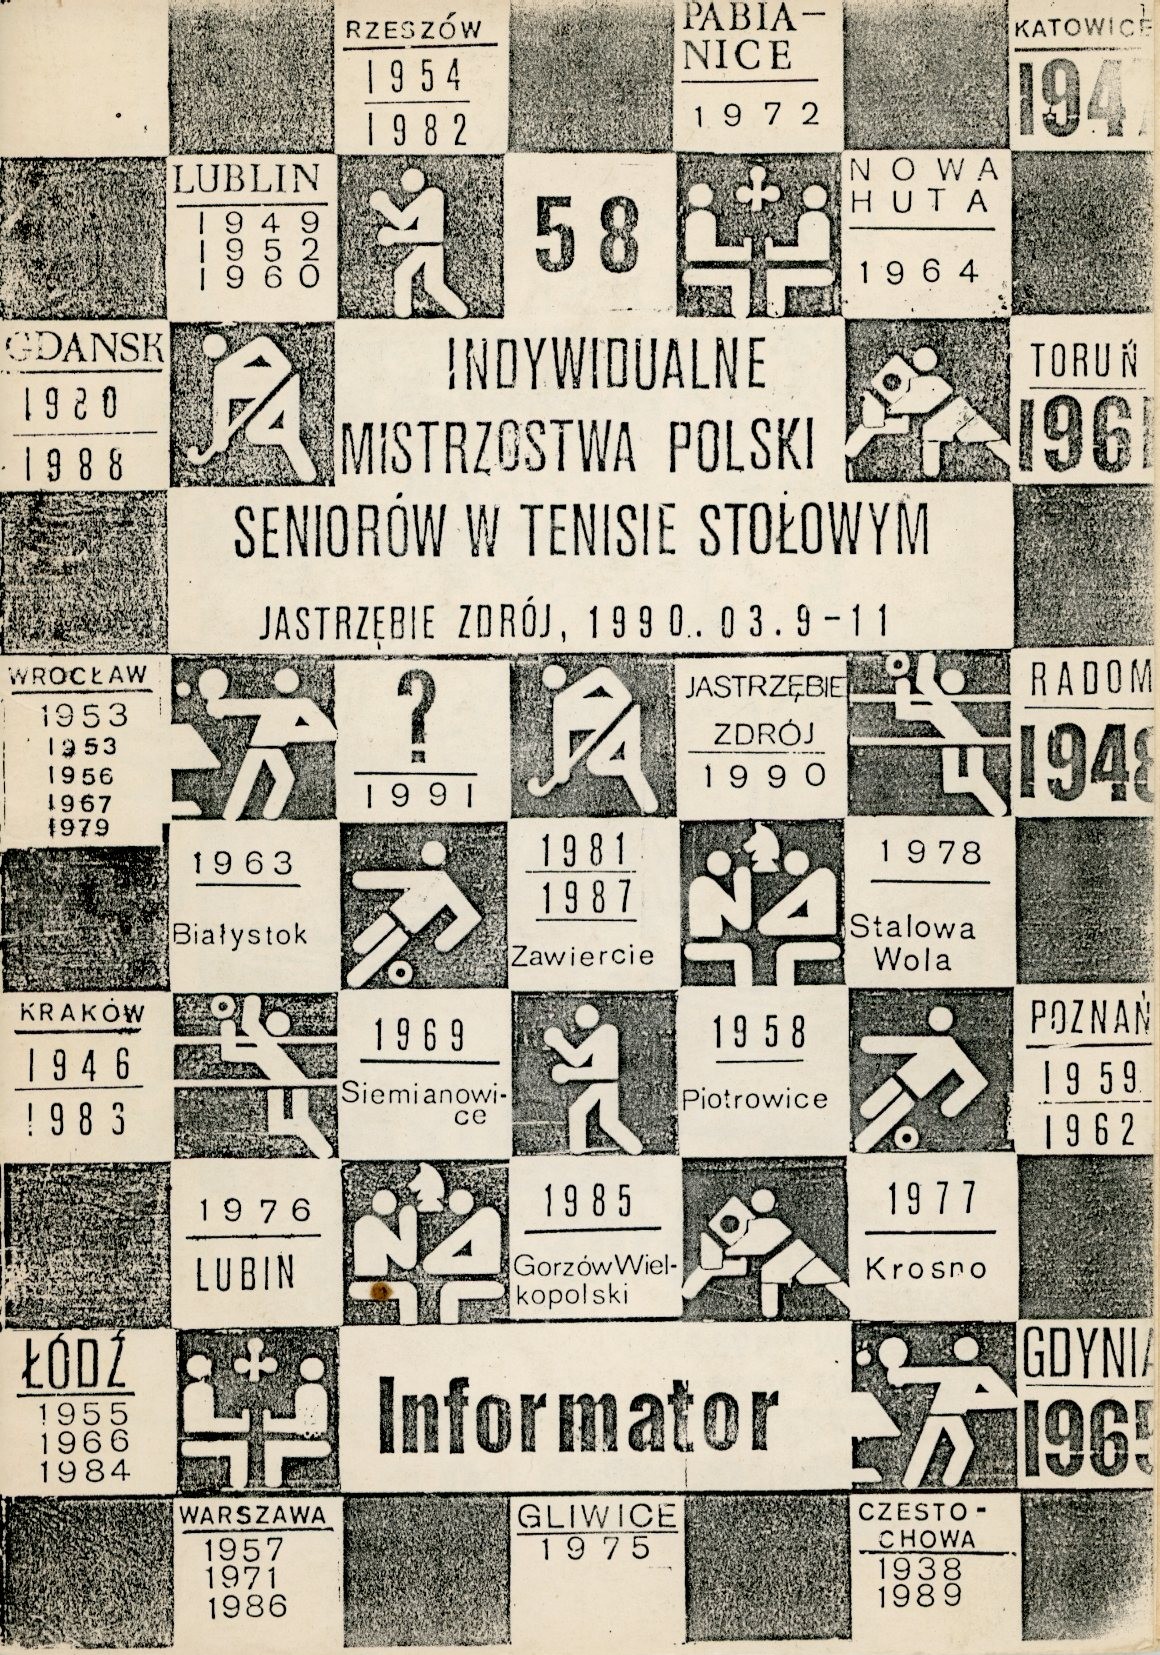 RZESZÓW
1954
1982
PABIA-
NICE
1972
KATOWICE
1947
LUBLIN
1949
1952
1960
58
NOWA
HUTA
1964
GDANSK
1980
1988
INDYWIDUALNE
MISTRZOSTWA POLSKI
SENIORÓW W TENISIE STOŁOWYM
JASTRZĘBIE ZDRÓJ, 1990.. 03.9-11
TORUŃ
1961
WROCŁAW
1953
1953
1956
1967
1979
?
1991
JASTRZĘBIE
ZDRÓJ
1990
RADOM
1948
1963
Białystok
1981
1987
Zawiercie
1978
Stalowa
Wola
KRAKÓW
1946
1983
1969
Siemianowi-
ce
1958
Piotrowice
POZNAŃ
1959
1962
1976
LUBIN
1985
Gorzów Wiel-
kopolski
1977
Krosno
ŁÓDŹ
1955
1966
1984
Informator
GDYNIA
1965
WARSZAWA
1957
1971
1986
GLIWICE
1975
CZESTO-
CHOWA
1938
1989